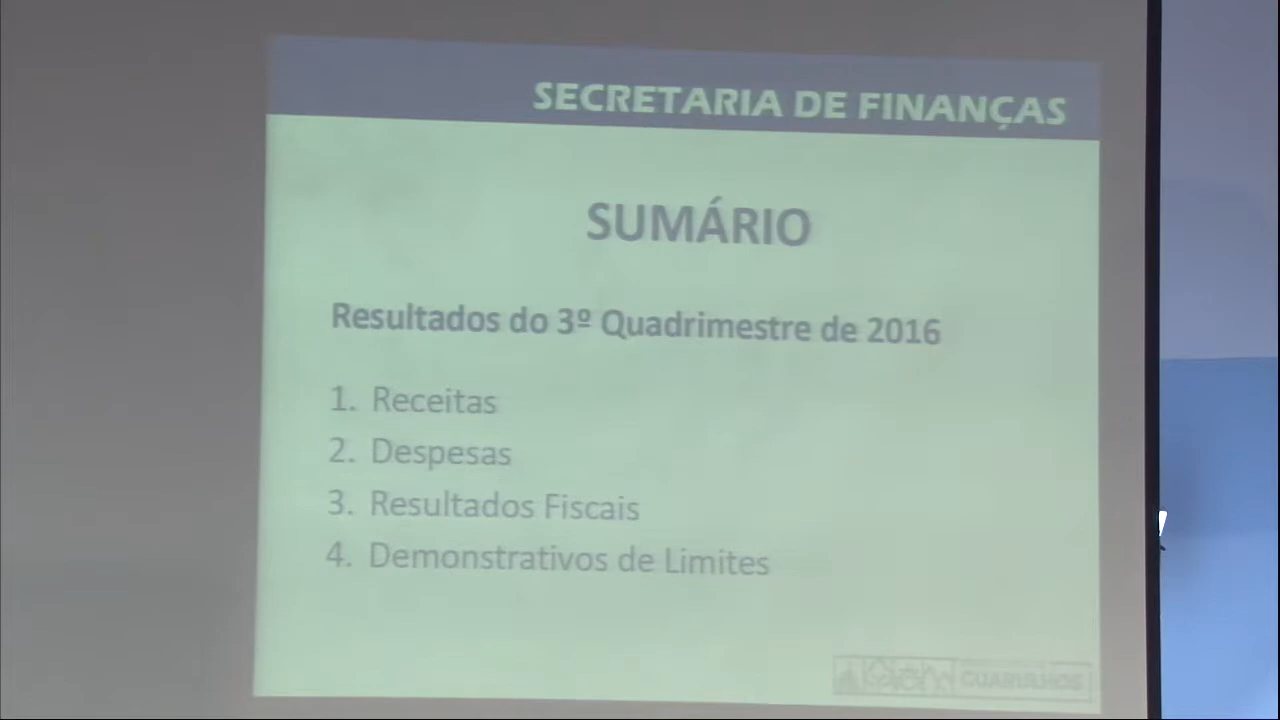 SECRETARIA DE FINANÇAS
SUMÁRIO
Resultados do 3º Quadrimestre de 2016
1. Receitas
2. Despesas
3. Resultados Fiscais
4. Demonstrativos de Limites
GUARULHOS